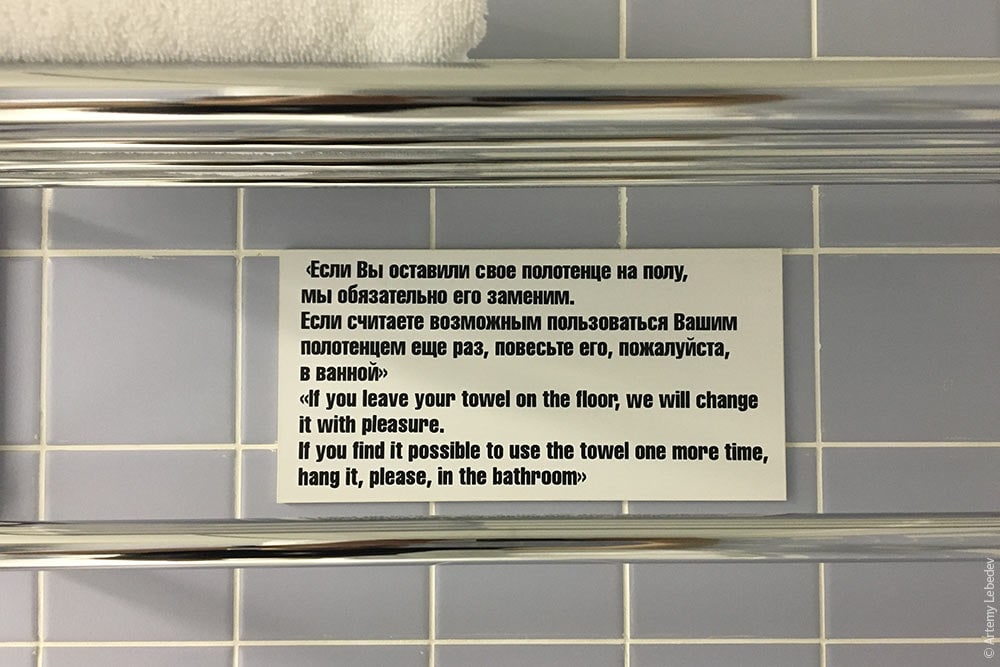 ‹Если Вы оставили свое полотенце на полу,
мы обязательно его заменим.
Если считаете возможным пользоваться Вашим
полотенцем еще раз, повесьте его, пожалуйста,
в ванной»
«If you leave your towel on the floor, we will change
it with pleasure.
If you find it possible to use the towel one more time,
hang it, please, in the bathroom»
© Artemy Lebedev